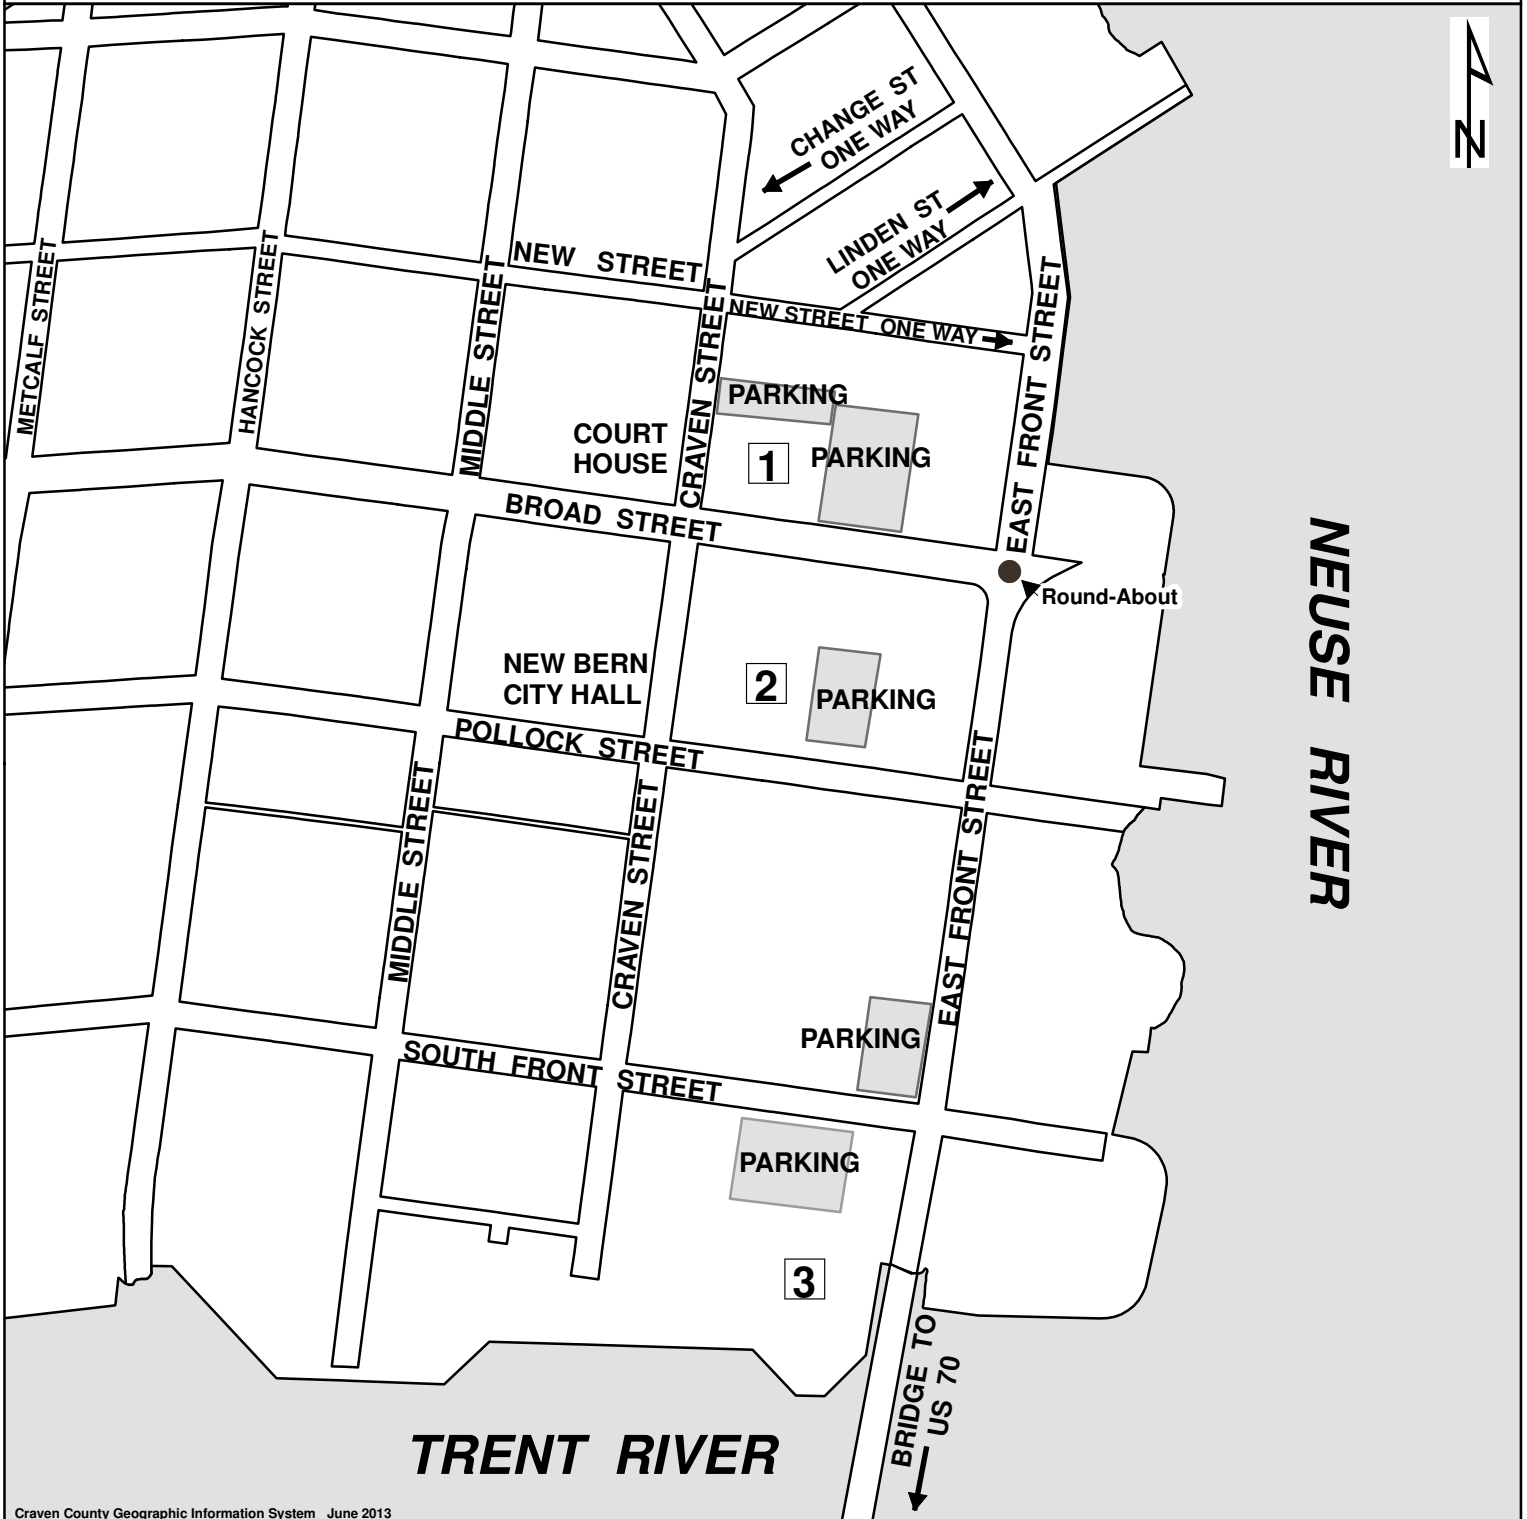 CHANGE ST
ONE WAY
N
LINDEN ST
ONE WAY
NEW STREET
NEW STREET ONE WAY
METCALF STREET
HANCOCK STREET
MIDDLE STREET
CRAVEN STREET
EAST FRONT STREET
PARKING
COURT
HOUSE
1
PARKING
BROAD STREET
Round-About
NEUSE RIVER
NEW BERN
CITY HALL
2
PARKING
POLLOCK STREET
MIDDLE STREET
CRAVEN STREET
EAST FRONT STREET
PARKING
SOUTH FRONT STREET
PARKING
3
BRIDGE TO
US 70
TRENT RIVER
Craven County Geographic Information System June 2013